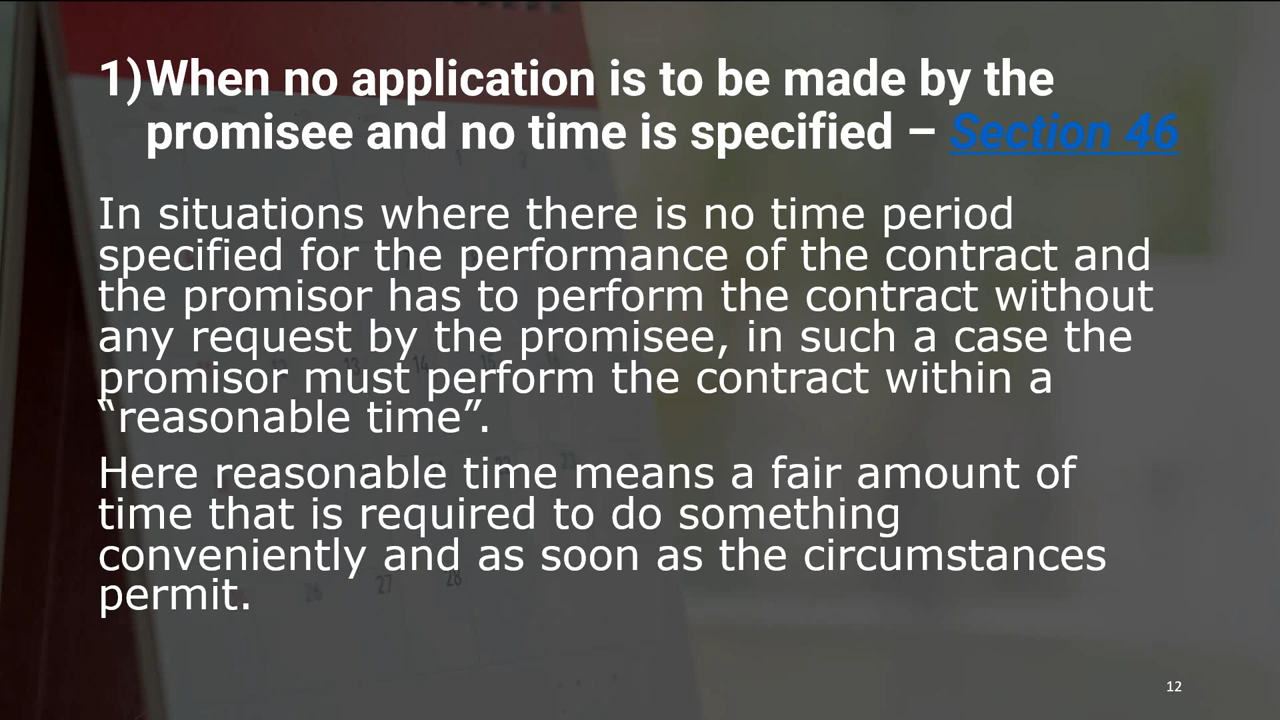 1)When no application is to be made by the
promisee and no time is specified – Section 46
In situations where there is no time period
specified for the performance of the contract and
the promisor has to perform the contract without
any request by the promisee, in such a case the
promisor must perform the contract within a
“reasonable time”.
Here reasonable time means a fair amount of
time that is required to do something
conveniently and as soon as the circumstances
permit.
12